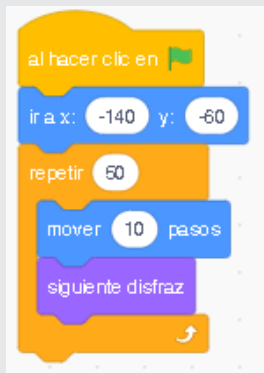 al hacer clic en
ir a x: -140 y: -60
repetir 50
mover 10 pasos
siguiente disfraz